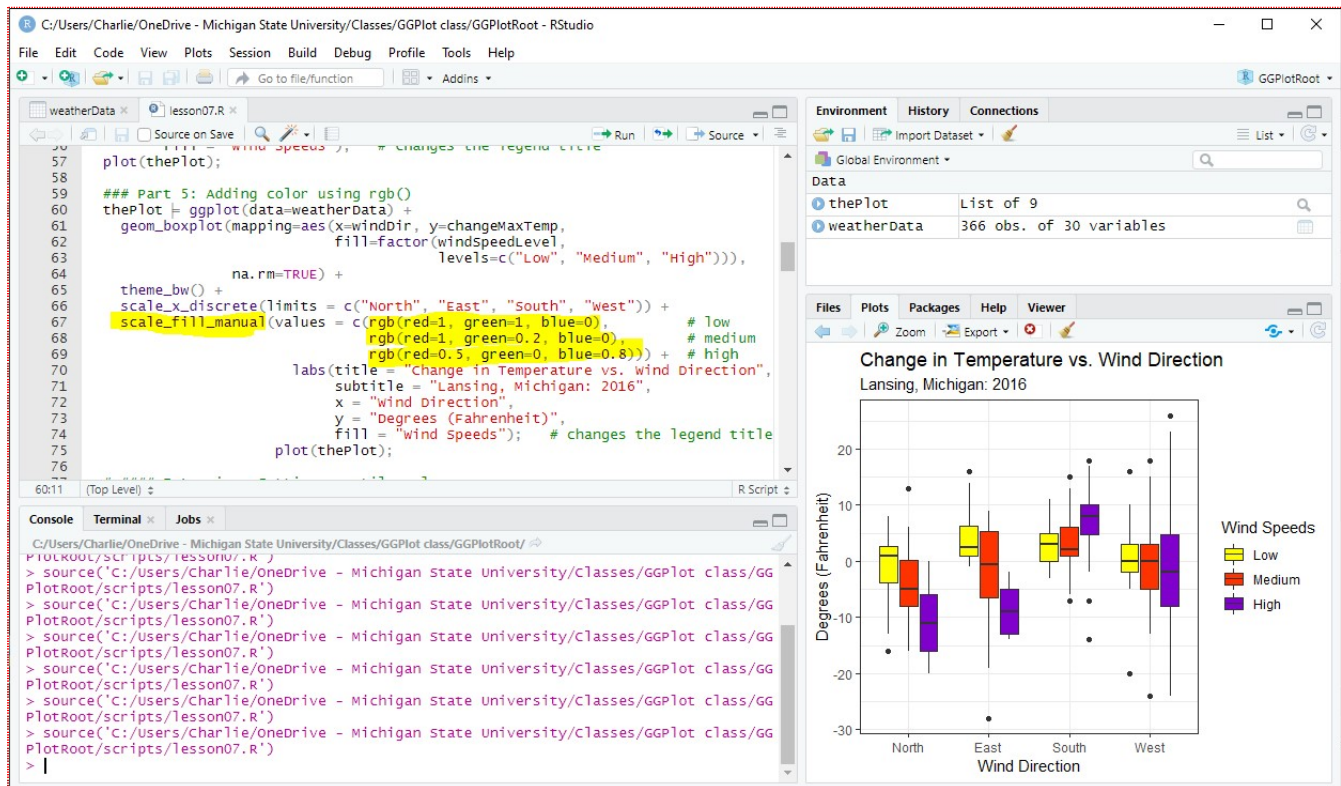 C:/Users/Charlie/OneDrive - Michigan State University/Classes/GGPlot class/GGPlotRoot - RStudio
File Edit Code View Plots Session Build Debug Profile Tools Help
Go to file/function Addins GGPlotRoot
weatherData lesson07.R
Source on Save Run Source
56 fill = "Wind Speeds"); # changes the legend title
57 plot(thePlot);
58
59 ### Part 5: Adding color using rgb()
60 thePlot = ggplot(data=weatherData) +
61 geom_boxplot(mapping=aes(x=windDir, y=changeMaxTemp,
62 fill=factor(windSpeedLevel,
63 levels=c("Low", "Medium", "High"))),
64 na.rm=TRUE) +
65 theme_bw() +
66 scale_x_discrete(limits = c("North", "East", "South", "West")) +
67 scale_fill_manual(values = c(rgb(red=1, green=1, blue=0), # low
68 rgb(red=1, green=0.2, blue=0), # medium
69 rgb(red=0.5, green=0, blue=0.8))) + # high
70 labs(title = "Change in Temperature vs. Wind Direction",
71 subtitle = "Lansing, Michigan: 2016",
72 x = "Wind Direction",
73 y = "Degrees (Fahrenheit)",
74 fill = "Wind Speeds"); # changes the legend title
75 plot(thePlot);
76
60:11 (Top Level) R Script
Console Terminal Jobs
C:/Users/Charlie/OneDrive - Michigan State University/Classes/GGPlot class/GGPlotRoot/
PlotRoot/scripts/lesson07.R')
> source('C:/Users/Charlie/OneDrive - Michigan State University/Classes/GGPlot class/GG
PlotRoot/scripts/lesson07.R')
> source('C:/Users/Charlie/OneDrive - Michigan State University/Classes/GGPlot class/GG
PlotRoot/scripts/lesson07.R')
> source('C:/Users/Charlie/OneDrive - Michigan State University/Classes/GGPlot class/GG
PlotRoot/scripts/lesson07.R')
> source('C:/Users/Charlie/OneDrive - Michigan State University/Classes/GGPlot class/GG
PlotRoot/scripts/lesson07.R')
> source('C:/Users/Charlie/OneDrive - Michigan State University/Classes/GGPlot class/GG
PlotRoot/scripts/lesson07.R')
> source('C:/Users/Charlie/OneDrive - Michigan State University/Classes/GGPlot class/GG
PlotRoot/scripts/lesson07.R')
>
Environment History Connections
Import Dataset List
Global Environment
Data
thePlot List of 9
weatherData 366 obs. of 30 variables
Files Plots Packages Help Viewer
Zoom Export
Change in Temperature vs. Wind Direction
Lansing, Michigan: 2016
Degrees (Fahrenheit)
20
10
0
-10
-20
-30
North East South West
Wind Direction
Wind Speeds
Low
Medium
High